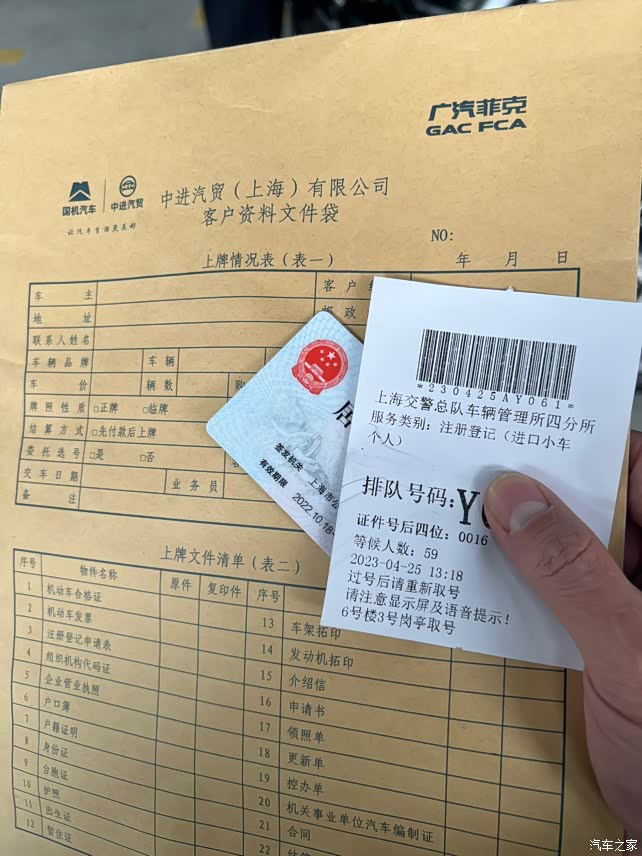 广汽菲克
GAC FCA
国机汽车
中进汽贸
让汽车生活更美好
中进汽贸（上海）有限公司
客户资料文件袋
NO:
上牌情况表（表一）
年 月 日
车 主
客 户
地 址
邮 政
联系人姓名
车辆品牌
车 辆
车 价
辆 数
购
牌照性质 □正牌 □临牌
结算方式 □先付款后上牌
委托选号 □是 □否
交车日期
业务员
备 注
居
签发机关 上海市公
有效期限 2022.10.18-
*230425AY061*
上海交警总队车辆管理所四分所
服务类别: 注册登记（进口小车
个人）
排队号码:Y
证件号后四位: 0016
等候人数: 59
2023-04-25 13:18
过号后请重新取号
请注意显示屏及语音提示!
6号楼3号岗亭取号
上牌文件清单（表二）
序号 物件名称 原件 复印件 序号
1 机动车合格证
2 机动车发票
3 注册登记申请表
4 组织机构代码证
5 企业营业执照
6 户口簿
7 户籍证明
8 身份证
9 台胞证
10 护照
11 出生证
12 暂住证
13 车架拓印
14 发动机拓印
15 介绍信
16 申请书
17 领照单
18 更新单
19 控办单
20 机关事业单位汽车编制证
21 合同
22
汽车之家